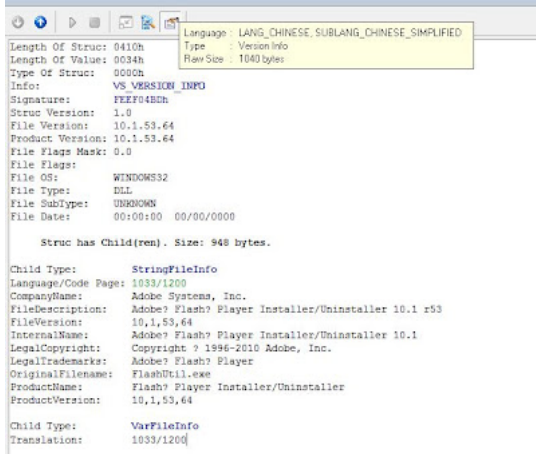 Language : LANG_CHINESE, SUBLANG_CHINESE_SIMPLIFIED
Type : Version Info
Raw Size : 1040 bytes
Length Of Struc: 0410h
Length Of Value: 0034h
Type Of Struc: 0000h
Info: VS_VERSION_INFO
Signature: FEEF04BDh
Struc Version: 1.0
File Version: 10.1.53.64
Product Version: 10.1.53.64
File Flags Mask: 0.0
File Flags:
File OS: WINDOWS32
File Type: DLL
File SubType: UNKNOWN
File Date: 00:00:00 00/00/0000
Struc has Child(ren). Size: 948 bytes.
Child Type: StringFileInfo
Language/Code Page: 1033/1200
CompanyName: Adobe Systems, Inc.
FileDescription: Adobe? Flash? Player Installer/Uninstaller 10.1 r53
FileVersion: 10,1,53,64
InternalName: Adobe? Flash? Player Installer/Uninstaller 10.1
LegalCopyright: Copyright ? 1996-2010 Adobe, Inc.
LegalTrademarks: Adobe? Flash? Player
OriginalFilename: FlashUtil.exe
ProductName: Flash? Player Installer/Uninstaller
ProductVersion: 10,1,53,64
Child Type: VarFileInfo
Translation: 1033/1200